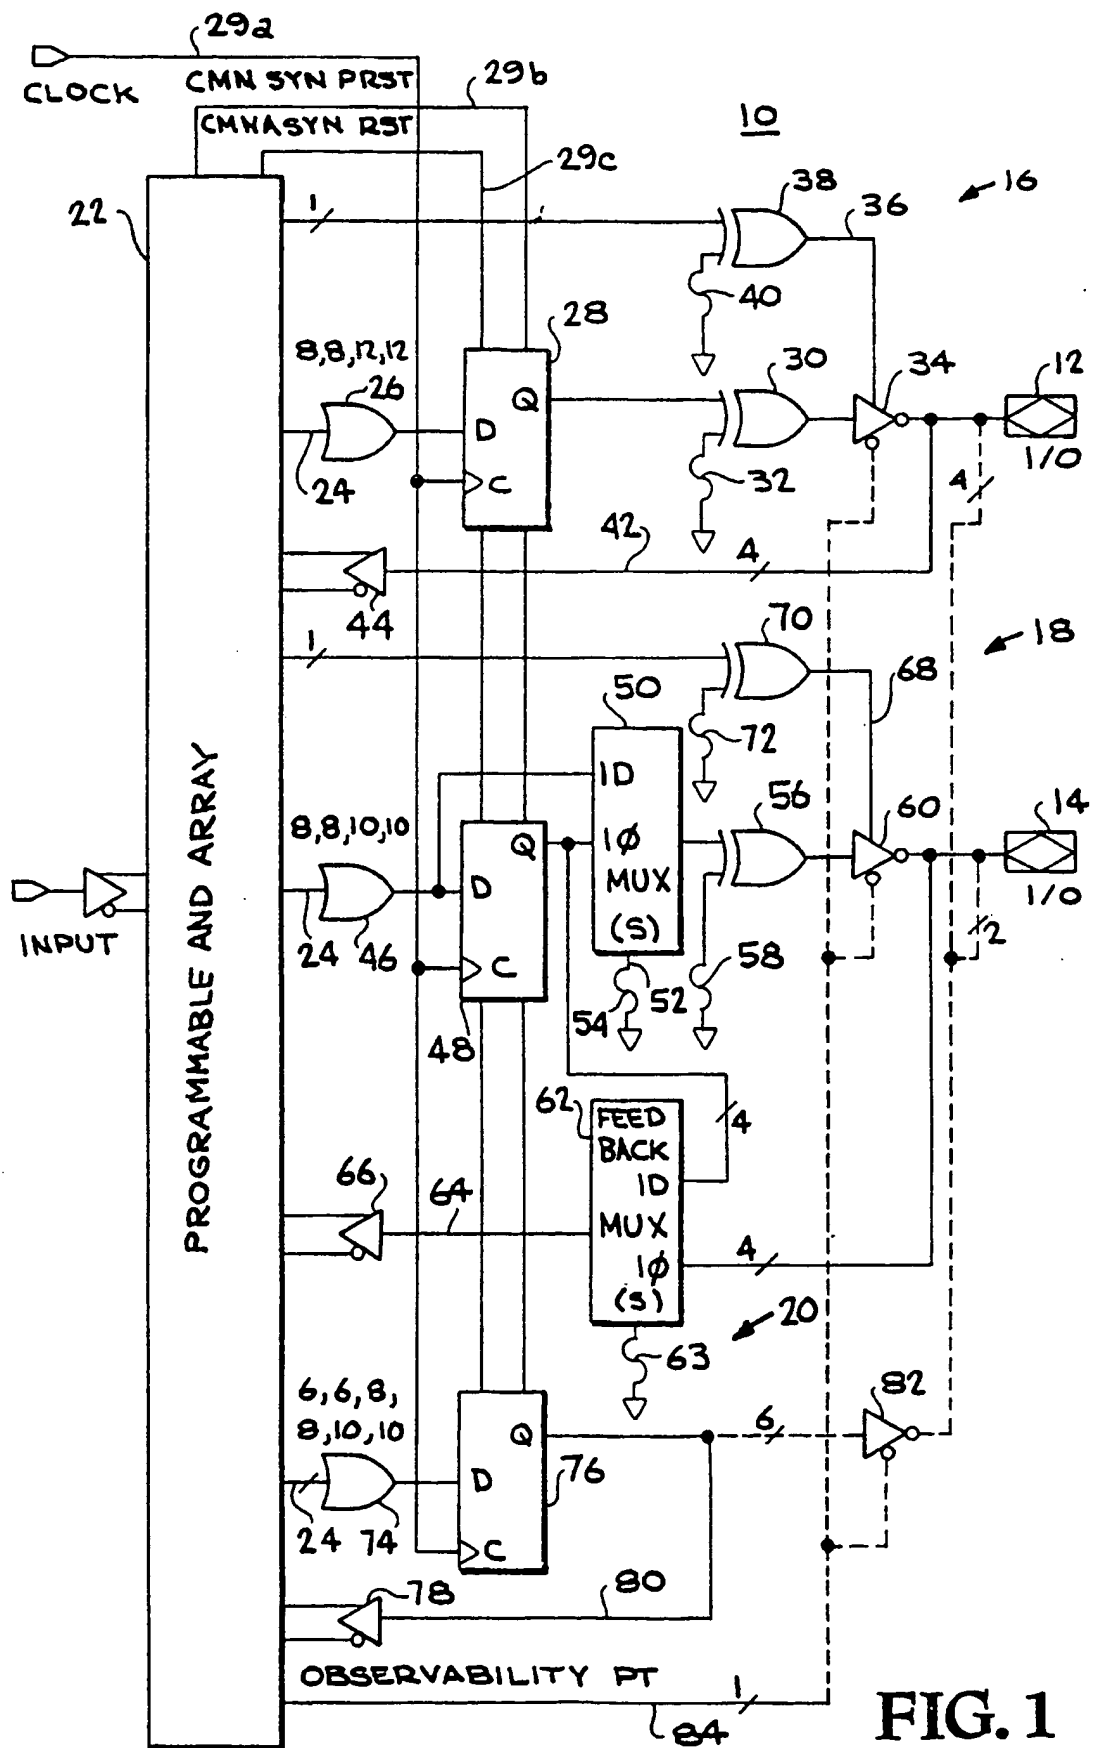 29a
CLOCK
CMN SYN PRST
29b
CMNASYN RST
10
29c
38
36
16
22
1
40
28
8,8,12,12
26
30
34
12
Q
D
24
C
32
I/O
4
42
4
44
1
70
18
50
68
72
1D
PROGRAMMABLE AND ARRAY
8,8,10,10
56
60
14
Q
1Ø
MUX
(S)
D
INPUT
24
46
C
I/O
2
58
52
54
48
62
FEED
BACK
4
1D
66
64
MUX
4
1Ø
(S)
20
63
6,6,8,
8,10,10
82
Q
6
D
76
24
74
C
78
80
OBSERVABILITY PT
1
84
FIG. 1